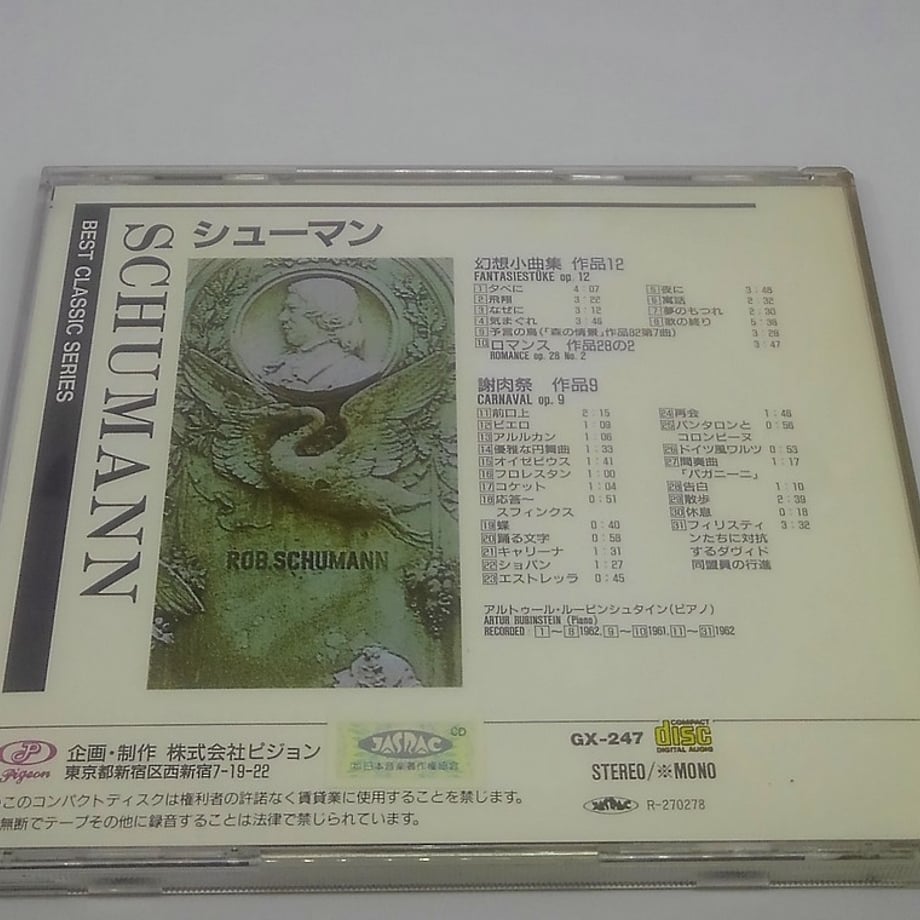 BEST CLASSIC SERIES
SCHUMANN
シューマン
ROB.SCHUMANN
幻想小曲集 作品12
FANTASIESTÜKE op. 12
1 夕べに 4:07
2 飛翔 3:22
3 なぜに 3:12
4 気まぐれ 3:46
5 夜に 3:46
6 寓話 2:32
7 夢のもつれ 2:30
8 歌の終り 5:36
9 予言の鳥(「森の情景」作品82第7曲) 3:28
10 ロマンス 作品28の2 3:47
ROMANCE op. 28 No. 2
謝肉祭 作品9
CARNAVAL op. 9
11 前口上 2:15
12 ピエロ 1:09
13 アルルカン 1:06
14 優雅な円舞曲 1:33
15 オイゼビウス 1:41
16 フロレスタン 1:00
17 コケット 1:04
18 応答〜 0:51
スフィンクス
19 蝶 0:40
20 踊る文字 0:58
21 キャリーナ 1:31
22 ショパン 1:27
23 エストレッラ 0:45
24 再会 1:46
25 パンタロンと 0:56
コロンビーヌ
26 ドイツ風ワルツ 0:53
27 間奏曲 1:17
「パガニーニ」
28 告白 1:10
29 散歩 2:39
30 休息 0:18
31 フィリスティ 3:32
ンたちに対抗
するダヴィド
同盟員の行進
アルトゥール・ルービンシュタイン(ピアノ)
ARTUR RUBINSTEIN (Piano)
RECORDED : 1〜8 1962, 9〜10 1961, 11〜31 1962
Pigeon
企画・制作 株式会社ピジョン
東京都新宿区西新宿7-19-22
JASRAC
GX-247
COMPACT
disc
DIGITAL AUDIO
STEREO/※MONO
JASRAC R-270278
このコンパクトディスクは権利者の許諾なく賃貸業に使用することを禁じます。
無断でテープその他に録音することは法律で禁じられています。